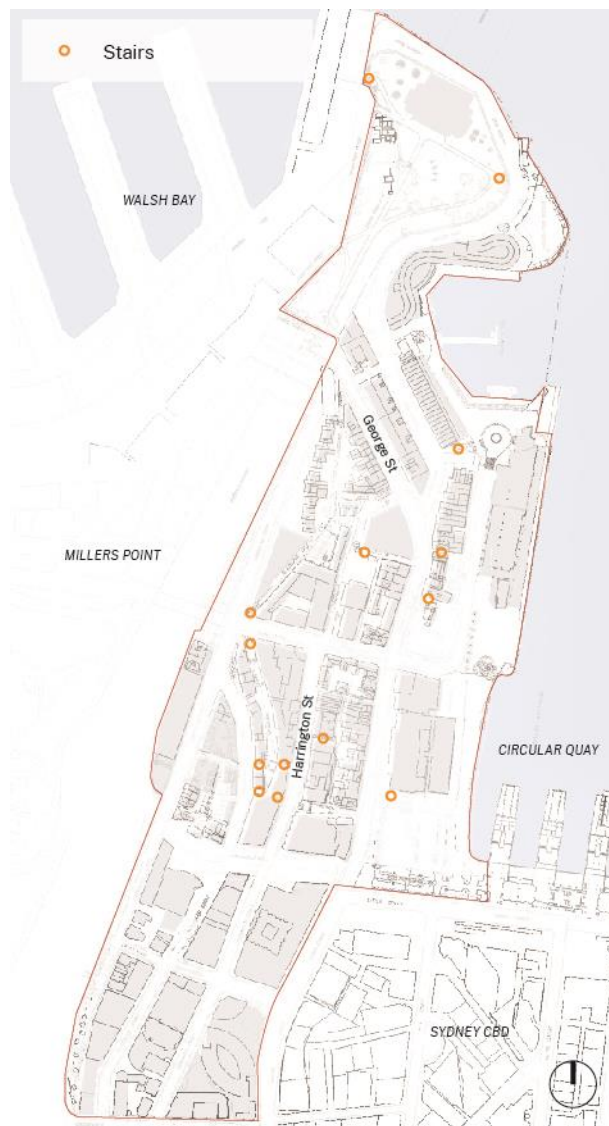 Stairs
WALSH BAY
George St
MILLERS POINT
Harrington St
CIRCULAR QUAY
SYDNEY CBD